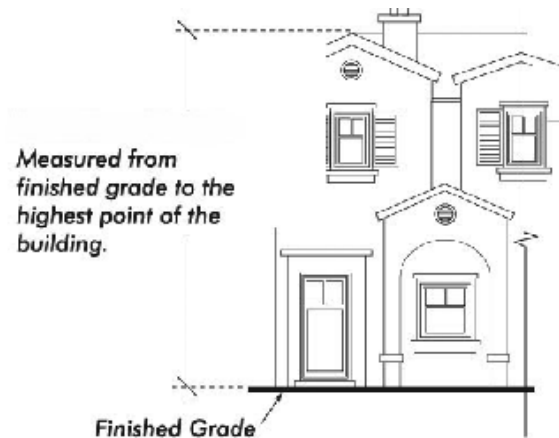 Measured from
finished grade to the
highest point of the
building.
Finished Grade